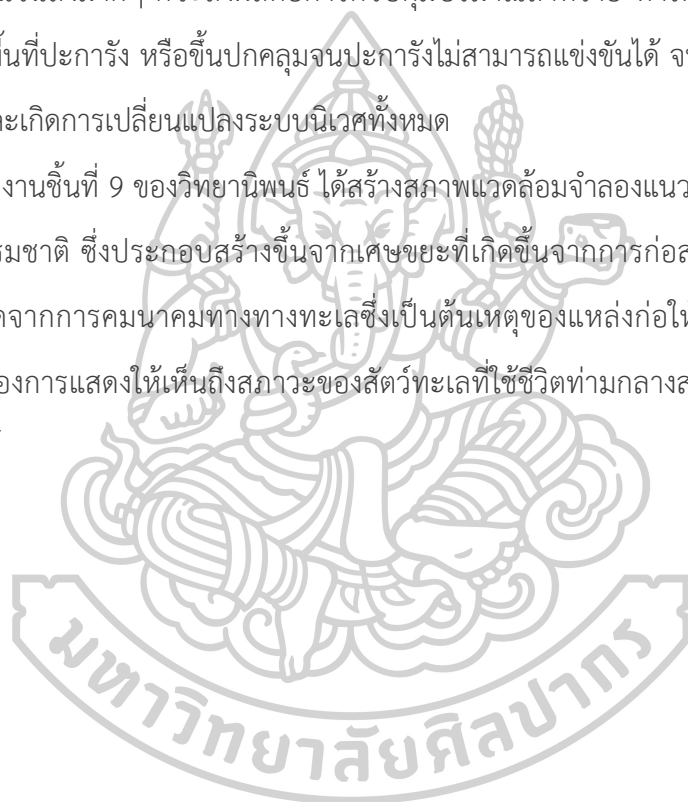 พื้นที่ปะการัง หรือขึ้นปกคลุมจนปะการังไม่สามารถแข่งขันได้
ละเกิดการเปลี่ยนแปลงระบบนิเวศทั้งหมด
งานชิ้นที่ 9 ของวิทยานิพนธ์ ได้สร้างสภาพแวดล้อมจำลองแนว
รมชาติ ซึ่งประกอบสร้างขึ้นจากเศษขยะที่เกิดขึ้นจากการก่อส
ดจากการคมนาคมทางทางทะเลซึ่งเป็นต้นเหตุของแหล่งก่อให้
องการแสดงให้เห็นถึงสภาวะของสัตว์ทะเลที่ใช้ชีวิตท่ามกลางส
มหาวิทยาลัยศิลปากร